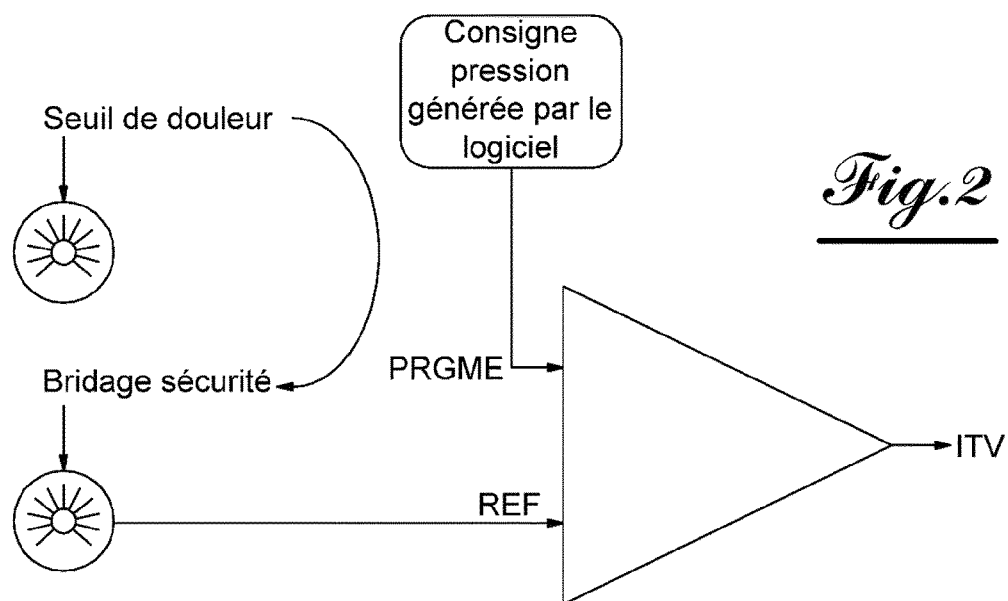 Consigne
pression
générée par le
logiciel
Seuil de douleur
Fig.2
PRGME
Bridage sécurité
ITV
REF